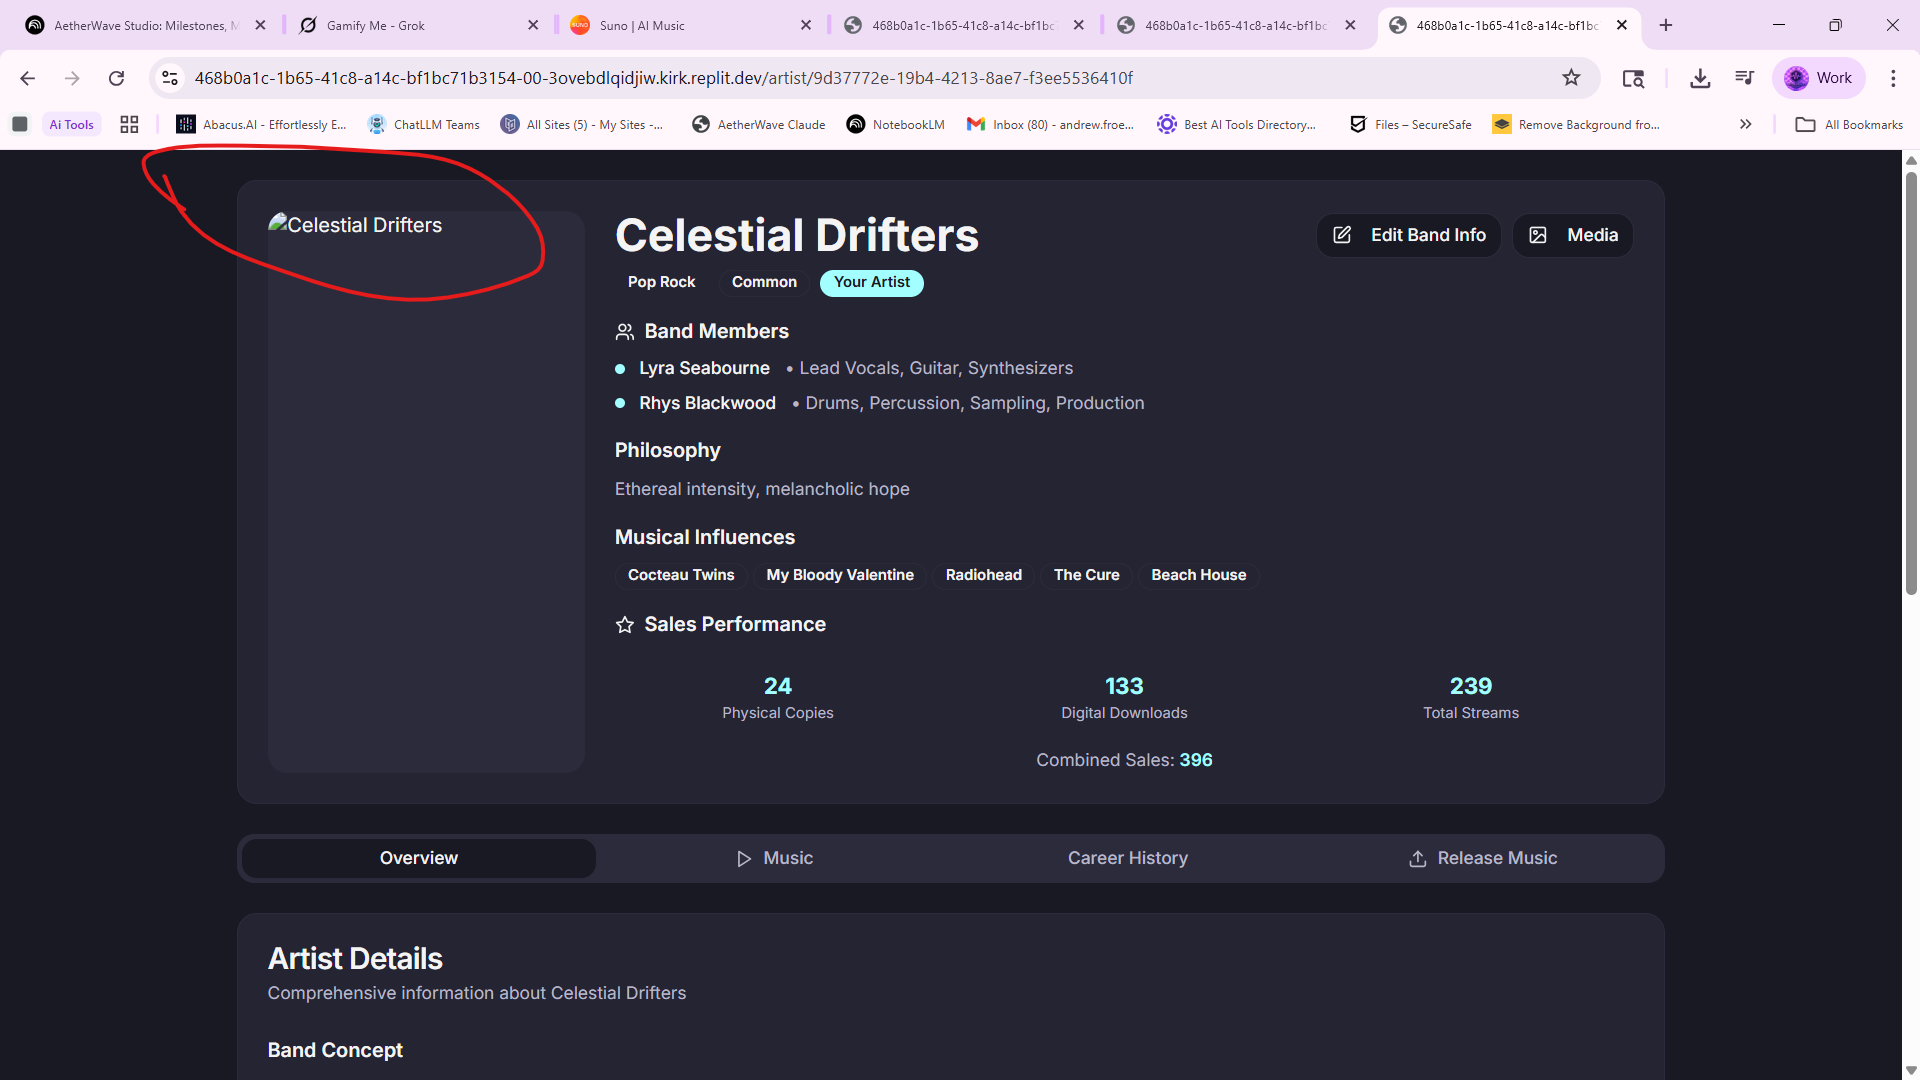 AetherWave Studio: Milestones, M
Gamify Me - Grok
Suno | AI Music
468b0a1c-1b65-41c8-a14c-bf1bc
468b0a1c-1b65-41c8-a14c-bf1bc
468b0a1c-1b65-41c8-a14c-bf1bc
468b0a1c-1b65-41c8-a14c-bf1bc71b3154-00-3ovebdlqidjiw.kirk.replit.dev/artist/9d37772e-19b4-4213-8ae7-f3ee5536410f
Work
Ai Tools
Abacus.AI - Effortlessly E...
ChatLLM Teams
All Sites (5) - My Sites -...
AetherWave Claude
NotebookLM
Inbox (80) - andrew.froe...
Best AI Tools Directory...
Files – SecureSafe
Remove Background fro...
All Bookmarks
Celestial Drifters
Celestial Drifters
Edit Band Info
Media
Pop Rock
Common
Your Artist
Band Members
Lyra Seabourne • Lead Vocals, Guitar, Synthesizers
Rhys Blackwood • Drums, Percussion, Sampling, Production
Philosophy
Ethereal intensity, melancholic hope
Musical Influences
Cocteau Twins
My Bloody Valentine
Radiohead
The Cure
Beach House
Sales Performance
24
133
239
Physical Copies
Digital Downloads
Total Streams
Combined Sales: 396
Overview
Music
Career History
Release Music
Artist Details
Comprehensive information about Celestial Drifters
Band Concept